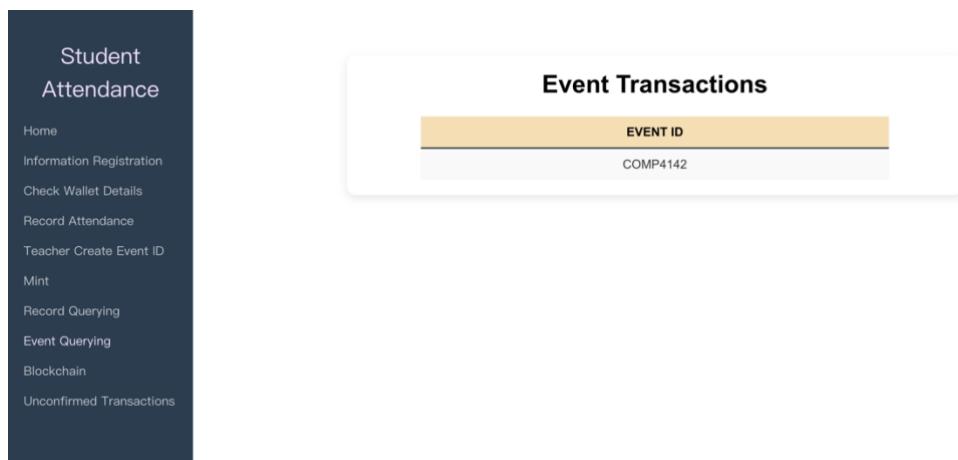 Student
Attendance
Home
Information Registration
Check Wallet Details
Record Attendance
Teacher Create Event ID
Mint
Record Querying
Event Querying
Blockchain
Unconfirmed Transactions
Event Transactions
EVENT ID
COMP4142